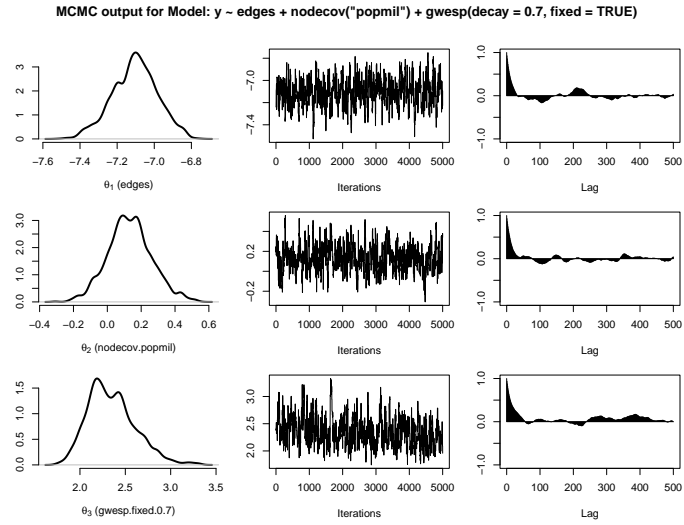 MCMC output for Model: y ~ edges + nodecov("popmil") + gwesp(decay = 0.7, fixed = TRUE)
0 1 2 3
−7.6 −7.4 −7.2 −7.0 −6.8
θ1 (edges)
−7.4 −7.0
0 1000 2000 3000 4000 5000
Iterations
−1.0 0.0 1.0
0 100 200 300 400 500
Lag
0.0 1.0 2.0 3.0
−0.4 −0.2 0.0 0.2 0.4 0.6
θ2 (nodecov.popmil)
−0.2 0.2
0 1000 2000 3000 4000 5000
Iterations
−1.0 0.0 1.0
0 100 200 300 400 500
Lag
0.0 0.5 1.0 1.5
2.0 2.5 3.0 3.5
θ3 (gwesp.fixed.0.7)
2.0 2.5 3.0
0 1000 2000 3000 4000 5000
Iterations
−1.0 0.0 1.0
0 100 200 300 400 500
Lag